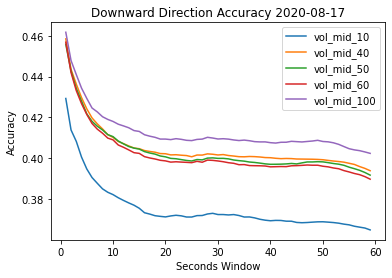 Downward Direction Accuracy 2020-08-17
vol_mid_10
vol_mid_40
vol_mid_50
vol_mid_60
vol_mid_100
Accuracy
0.46
0.44
0.42
0.40
0.38
0
10
20
30
40
50
60
Seconds Window